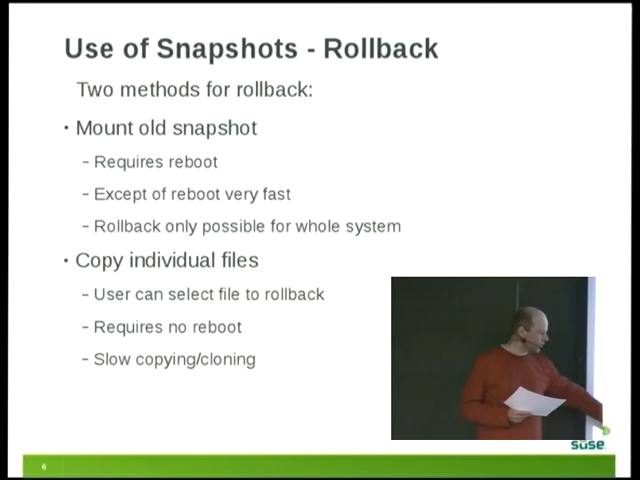 Use of Snapshots - Rollback
Two methods for rollback:
• Mount old snapshot
– Requires reboot
– Except of reboot very fast
– Rollback only possible for whole system
• Copy individual files
– User can select file to rollback
– Requires no reboot
– Slow copying/cloning
suse
6